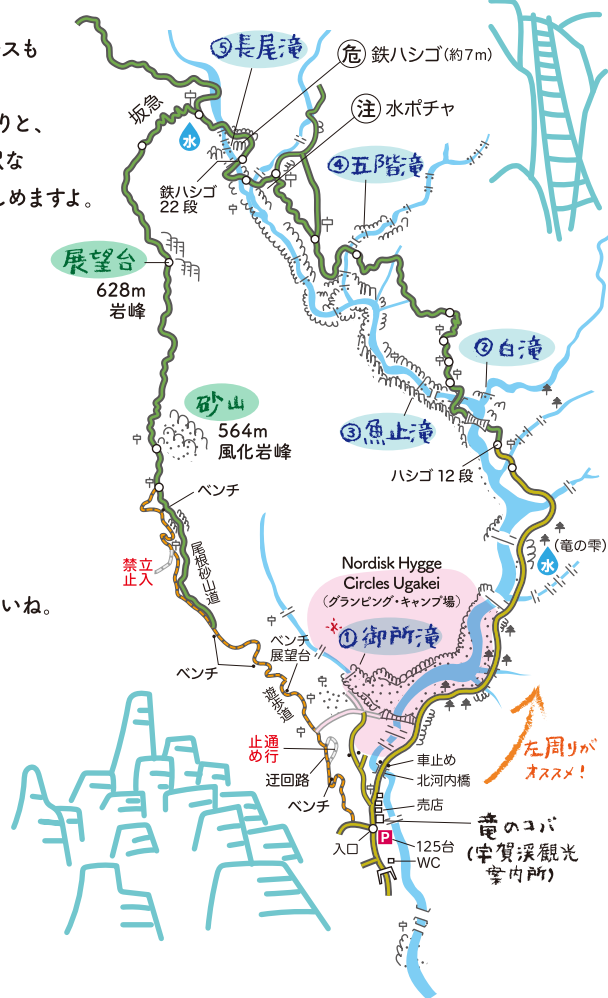 ⑤長尾滝
危 鉄ハシゴ(約7m)
スも
坂急
注 水ポチャ
りと、
水
な
④五階滝
しめますよ。
鉄ハシゴ
22段
展望台
628m
岩峰
②白滝
砂山
564m
風化岩峰
③魚止滝
ハシゴ12段
ベンチ
尾根砂山道
立入
禁止
(竜の雫)
水
Nordisk Hygge
Circles Ugakei
(グランピング・キャンプ場)
いね。
①御所滝
ベンチ
展望台
ベンチ
遊歩道
通行
止め
左周りが
オススメ!
車止め
迂回路
北河内橋
ベンチ
売店
竜のコバ
(宇賀渓観光
案内所)
入口
P
125台
WC